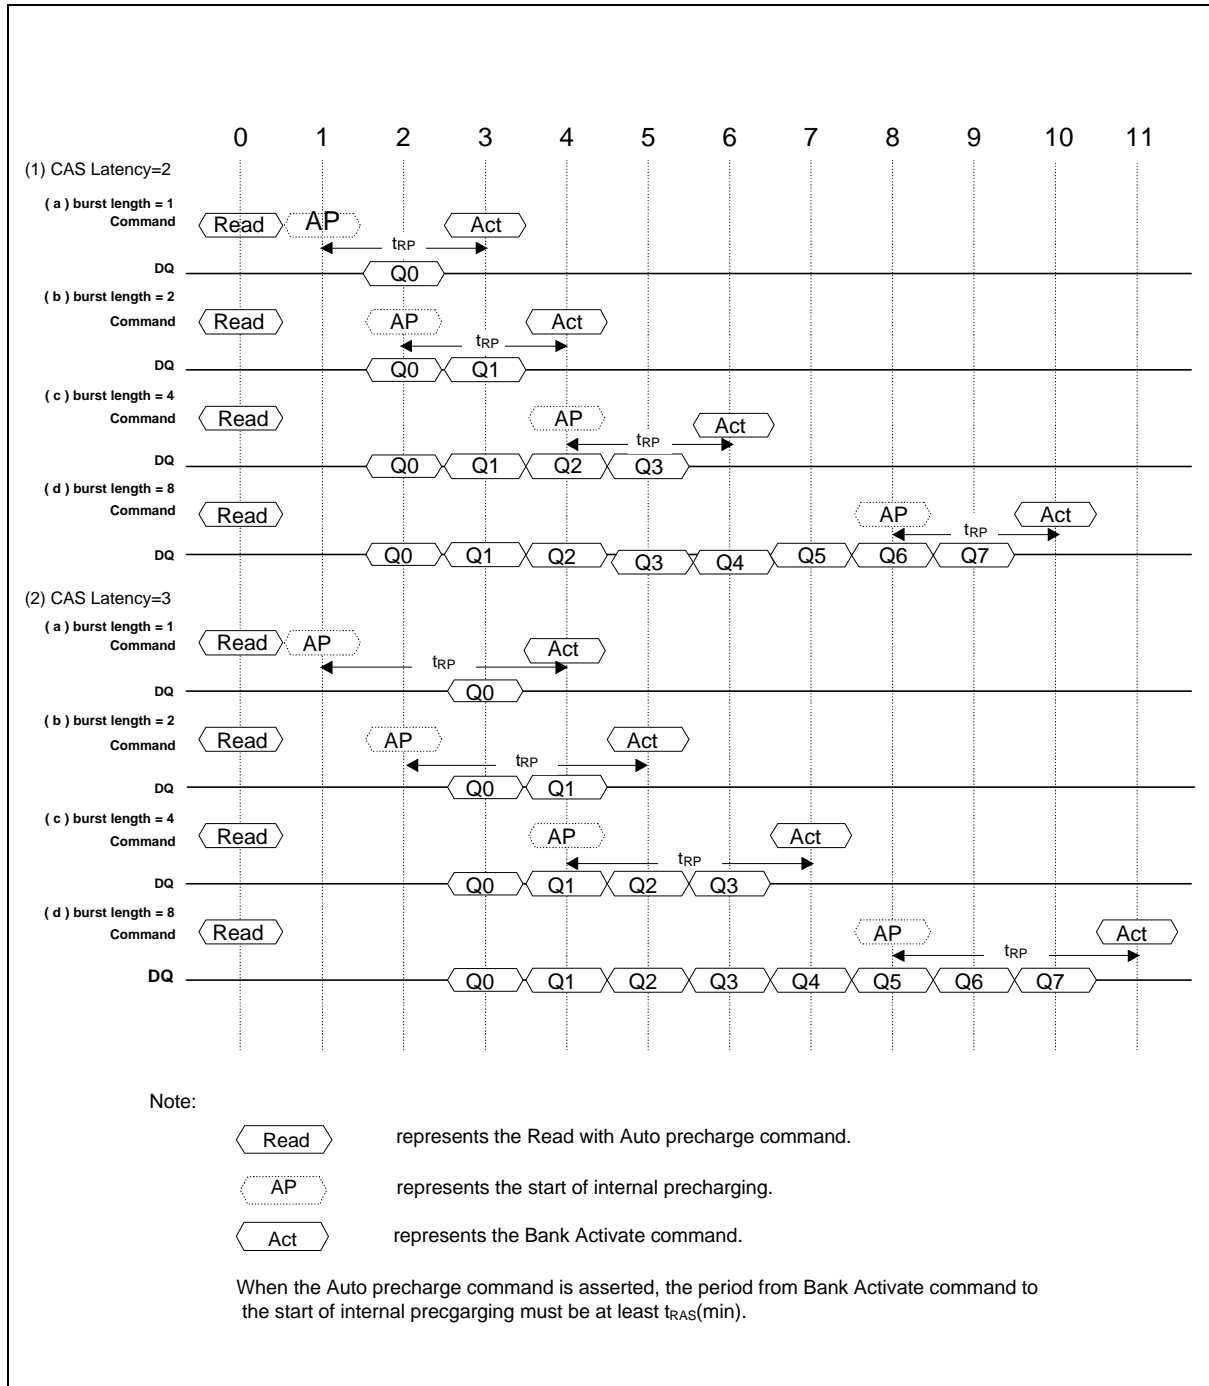 0 1 2 3 4 5 6 7 8 9 10 11
(1) CAS Latency=2
( a ) burst length = 1
Command Read AP Act
tRP
DQ Q0
( b ) burst length = 2
Command Read AP Act
tRP
DQ Q0 Q1
( c ) burst length = 4
Command Read AP Act
tRP
DQ Q0 Q1 Q2 Q3
( d ) burst length = 8
Command Read AP Act
tRP
DQ Q0 Q1 Q2 Q3 Q4 Q5 Q6 Q7
(2) CAS Latency=3
( a ) burst length = 1
Command Read AP Act
tRP
DQ Q0
( b ) burst length = 2
Command Read AP Act
tRP
DQ Q0 Q1
( c ) burst length = 4
Command Read AP Act
tRP
DQ Q0 Q1 Q2 Q3
( d ) burst length = 8
Command Read AP Act
tRP
DQ Q0 Q1 Q2 Q3 Q4 Q5 Q6 Q7
Note:
Read represents the Read with Auto precharge command.
AP represents the start of internal precharging.
Act represents the Bank Activate command.
When the Auto precharge command is asserted, the period from Bank Activate command to
the start of internal precgarging must be at least tRAS(min).